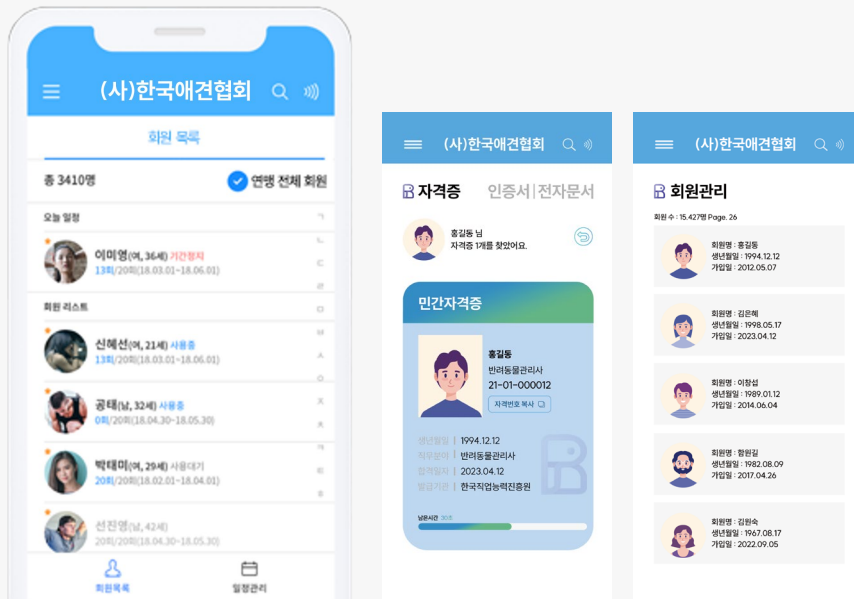 (사)한국애견협회
회원 목록
총 3410명
연맹 전체 회원
오늘 일정
ㄱ
ㄴ
이미영(여, 36세) 기간정지
ㄷ
13회/20회(18.03.01~18.06.01)
ㄹ
회원 리스트
ㅁ
ㅂ
신혜선(여, 21세) 사용중
ㅅ
13회/20회(18.03.01~18.06.01)
ㅇ
공태(남, 32세) 사용중
ㅈ
0회/20회(18.04.30~18.05.30)
ㅊ
ㅋ
박태미(여, 29세) 사용대기
ㅌ
20회/20회(18.02.01~18.04.01)
ㅎ
선진영(남, 42세)
20회/20회(18.04.30~18.05.30)
회원목록
일정관리
(사)한국애견협회
자격증
인증서|전자문서
홍길동 님
자격증 1개를 찾았어요.
민간자격증
홍길동
반려동물관리사
21-01-000012
자격번호 복사
생년월일 | 1994.12.12
직무분야 | 반려동물관리사
합격일자 | 2023.04.12
발급기관 | 한국직업능력진흥원
남은시간 30초
(사)한국애견협회
회원관리
회원 수 : 15.427명 Page. 26
회원명 : 홍길동
생년월일 : 1994.12.12
가입일 : 2012.05.07
회원명 : 김은혜
생년월일 : 1998.05.17
가입일 : 2023.04.12
회원명 : 이창섭
생년월일 : 1989.01.12
가입일 : 2014.06.04
회원명 : 함원길
생년월일 : 1982.08.09
가입일 : 2017.04.26
회원명 : 김원숙
생년월일 : 1967.08.17
가입일 : 2022.09.05